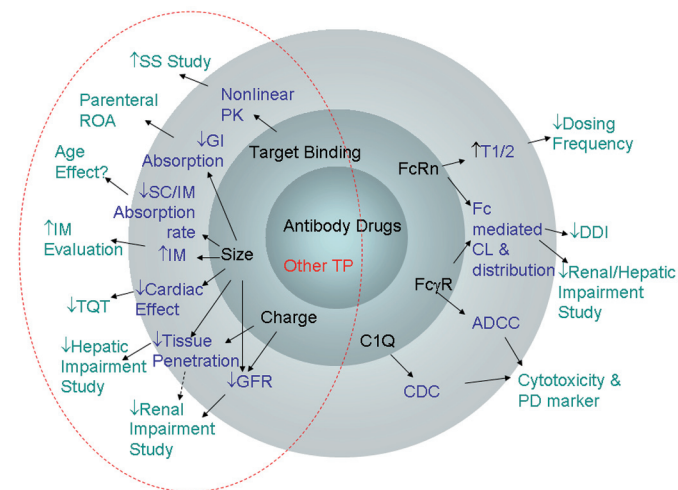 ↑SS Study
Parenteral
ROA
Age
Effect?
↑IM
Evaluation
↓TQT
↓Hepatic
Impairment
Study
↓Renal
Impairment
Study
Nonlinear
PK
↓GI
Absorption
↓SC/IM
Absorption
rate
↑IM
↓Cardiac
Effect
↓Tissue
Penetration
↓GFR
Target Binding
Size
Charge
Antibody Drugs
Other TP
FcRn
FcγR
C1Q
↑T1/2
Fc
mediated
CL &
distribution
ADCC
CDC
↓Dosing
Frequency
↓DDI
↓Renal/Hepatic
Impairment
Study
Cytotoxicity &
PD marker